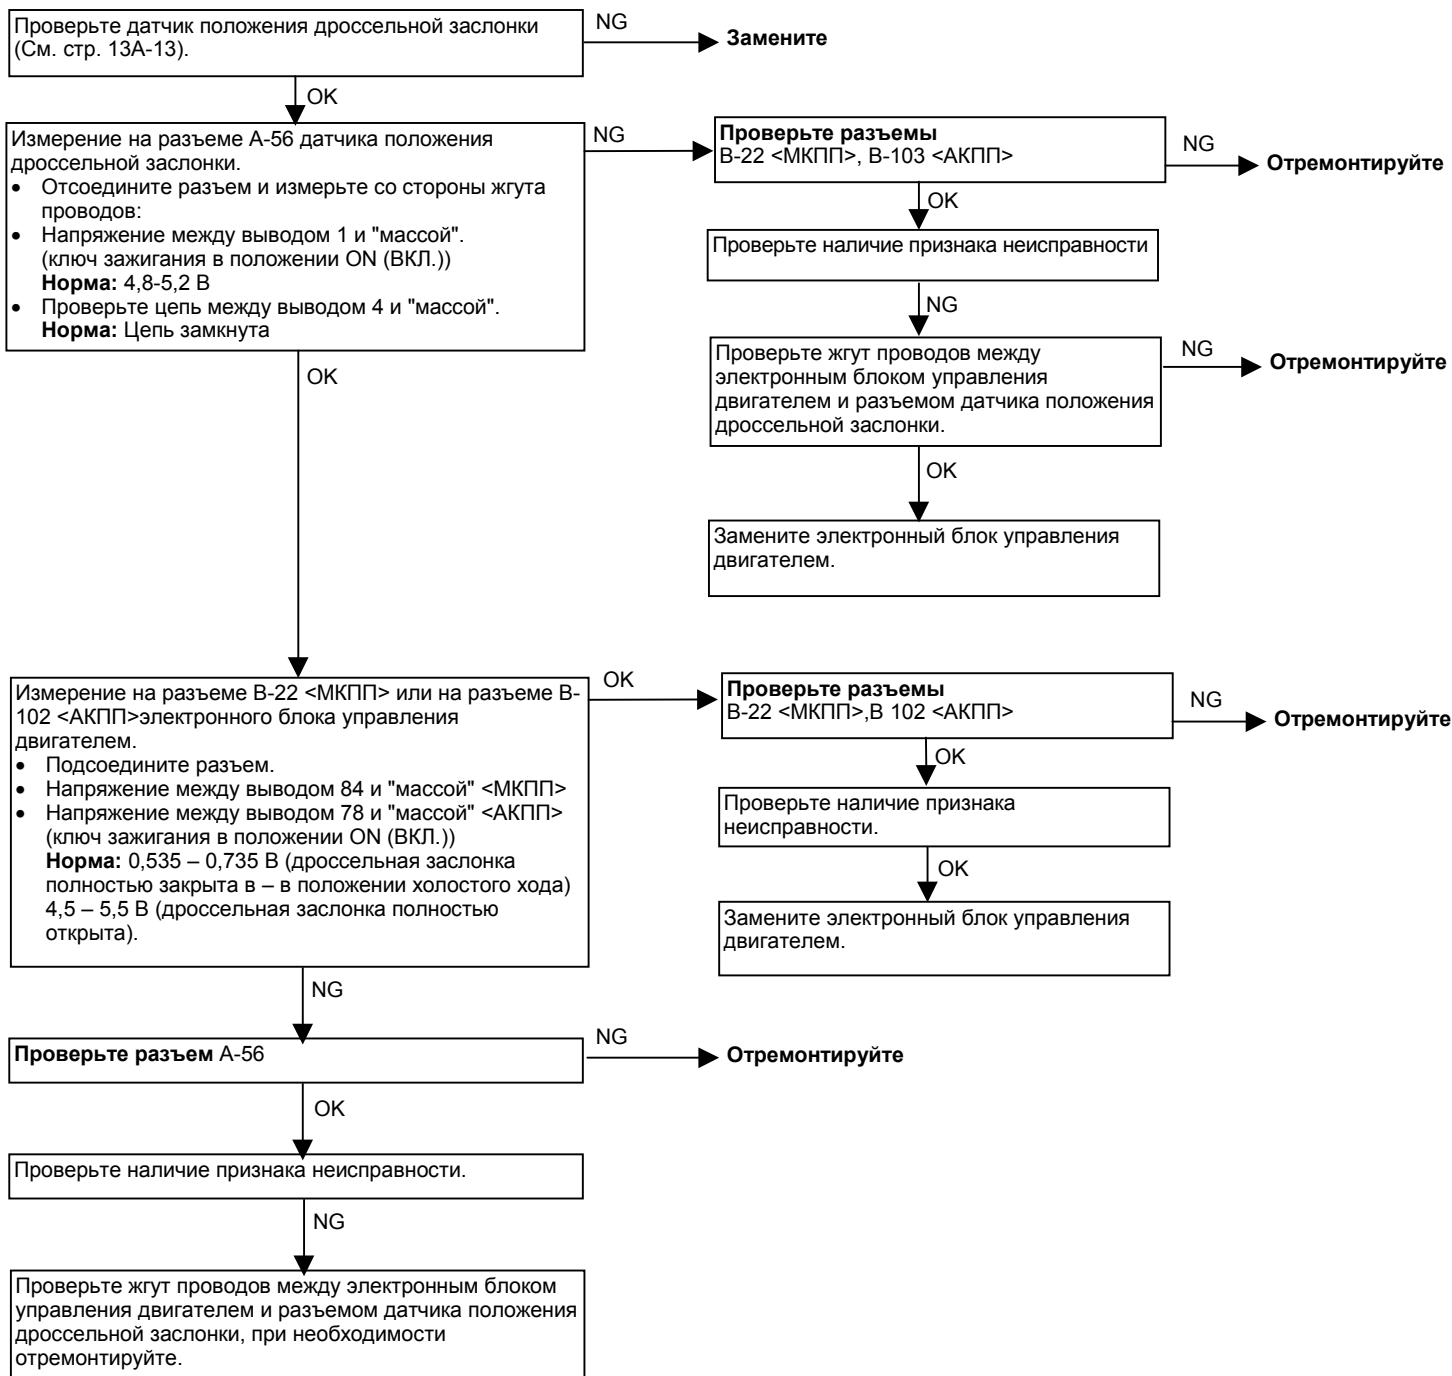 Проверьте датчик положения дроссельной заслонки
(См. стр. 13A-13).
NG
Замените
OK
Измерение на разъеме A-56 датчика положения
дроссельной заслонки.
• Отсоедините разъем и измерьте со стороны жгута
проводов:
• Напряжение между выводом 1 и "массой".
(ключ зажигания в положении ON (ВКЛ.))
Норма: 4,8-5,2 В
• Проверьте цепь между выводом 4 и "массой".
Норма: Цепь замкнута
NG
Проверьте разъемы
B-22 <МКПП>, B-103 <АКПП>
NG
Отремонтируйте
OK
Проверьте наличие признака неисправности
NG
Проверьте жгут проводов между
электронным блоком управления
двигателем и разъемом датчика положения
дроссельной заслонки.
NG
Отремонтируйте
OK
Замените электронный блок управления
двигателем.
OK
Измерение на разъеме B-22 <МКПП> или на разъеме B-
102 <АКПП>электронного блока управления
двигателем.
• Подсоедините разъем.
• Напряжение между выводом 84 и "массой" <МКПП>
• Напряжение между выводом 78 и "массой" <АКПП>
(ключ зажигания в положении ON (ВКЛ.))
Норма: 0,535 – 0,735 В (дроссельная заслонка
полностью закрыта в – в положении холостого хода)
4,5 – 5,5 В (дроссельная заслонка полностью
открыта).
OK
Проверьте разъемы
B-22 <МКПП>,B 102 <АКПП>
NG
Отремонтируйте
OK
Проверьте наличие признака
неисправности.
OK
Замените электронный блок управления
двигателем.
NG
Проверьте разъем A-56
NG
Отремонтируйте
OK
Проверьте наличие признака неисправности.
NG
Проверьте жгут проводов между электронным блоком
управления двигателем и разъемом датчика положения
дроссельной заслонки, при необходимости
отремонтируйте.